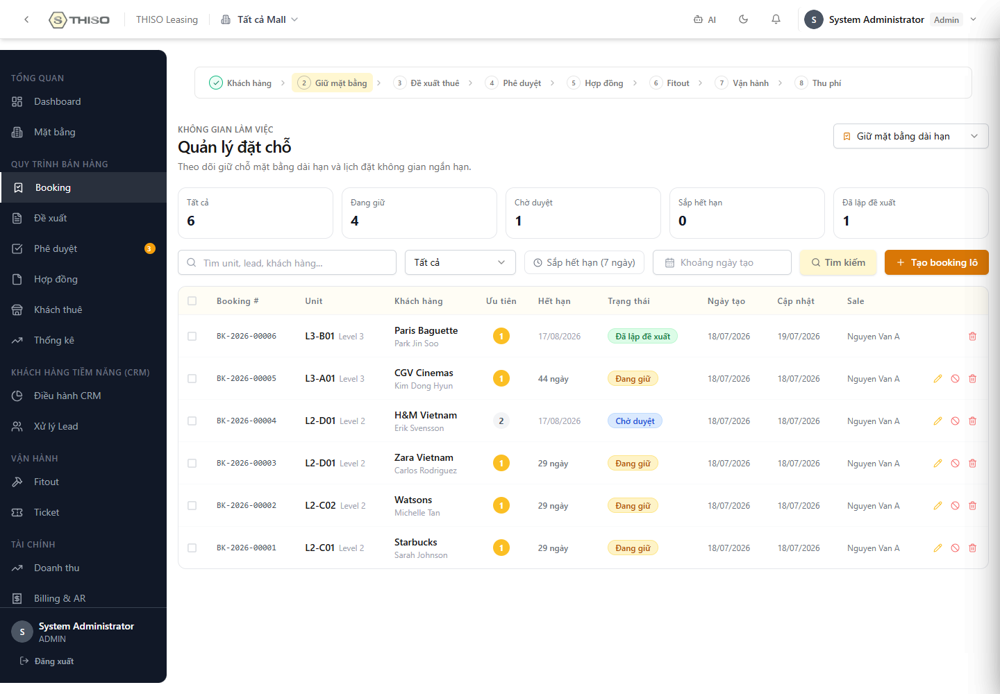 THISO
THISO Leasing
Tất cả Mall
AI
S
System Administrator
Admin
TỔNG QUAN
Dashboard
Mặt bằng
QUY TRÌNH BÁN HÀNG
Booking
Đề xuất
Phê duyệt
3
Hợp đồng
Khách thuê
Thống kê
KHÁCH HÀNG TIỀM NĂNG (CRM)
Điều hành CRM
Xử lý Lead
VẬN HÀNH
Fitout
Ticket
TÀI CHÍNH
Doanh thu
Billing & AR
S
System Administrator
ADMIN
Đăng xuất
Khách hàng
2 Giữ mặt bằng
3 Đề xuất thuê
4 Phê duyệt
5 Hợp đồng
6 Fitout
7 Vận hành
8 Thu phí
KHÔNG GIAN LÀM VIỆC
Quản lý đặt chỗ
Theo dõi giữ chỗ mặt bằng dài hạn và lịch đặt không gian ngắn hạn.
Giữ mặt bằng dài hạn
Tất cả
6
Đang giữ
4
Chờ duyệt
1
Sắp hết hạn
0
Đã lập đề xuất
1
Tìm unit, lead, khách hàng...
Tất cả
Sắp hết hạn (7 ngày)
Khoảng ngày tạo
Tìm kiếm
Tạo booking lô
Booking # Unit Khách hàng Ưu tiên Hết hạn Trạng thái Ngày tạo Cập nhật Sale
BK-2026-00006 L3-B01 Level 3 Paris Baguette 1 17/08/2026 Đã lập đề xuất 18/07/2026 19/07/2026 Nguyen Van A
Park Jin Soo
BK-2026-00005 L3-A01 Level 3 CGV Cinemas 1 44 ngày Đang giữ 18/07/2026 18/07/2026 Nguyen Van A
Kim Dong Hyun
BK-2026-00004 L2-D01 Level 2 H&M Vietnam 2 17/08/2026 Chờ duyệt 18/07/2026 18/07/2026 Nguyen Van A
Erik Svensson
BK-2026-00003 L2-D01 Level 2 Zara Vietnam 1 29 ngày Đang giữ 18/07/2026 18/07/2026 Nguyen Van A
Carlos Rodriguez
BK-2026-00002 L2-C02 Level 2 Watsons 1 29 ngày Đang giữ 18/07/2026 18/07/2026 Nguyen Van A
Michelle Tan
BK-2026-00001 L2-C01 Level 2 Starbucks 1 29 ngày Đang giữ 18/07/2026 18/07/2026 Nguyen Van A
Sarah Johnson